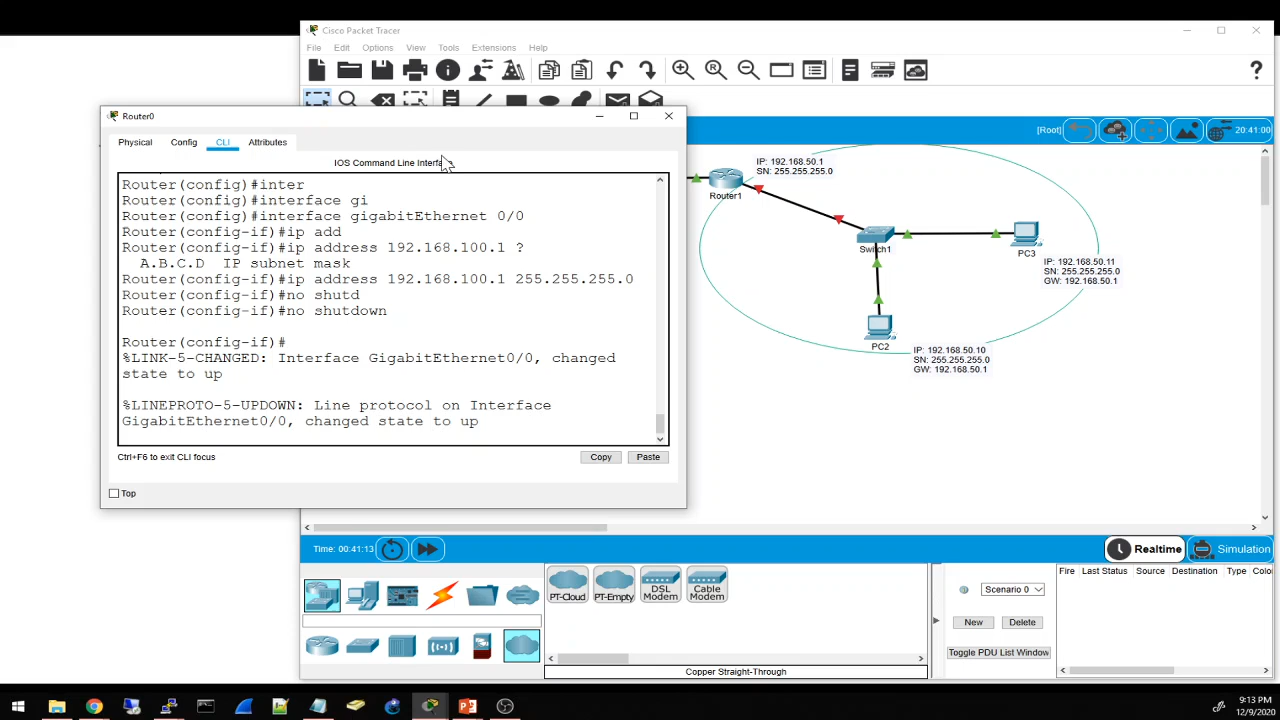 Cisco Packet Tracer
File Edit Options View Tools Extensions Help
Router0
Physical Config CLI Attributes
IOS Command Line Interface
Router(config)#inter
Router(config)#interface gi
Router(config)#interface gigabitEthernet 0/0
Router(config-if)#ip add
Router(config-if)#ip address 192.168.100.1 ?
A.B.C.D IP subnet mask
Router(config-if)#ip address 192.168.100.1 255.255.255.0
Router(config-if)#no shutd
Router(config-if)#no shutdown
Router(config-if)#
%LINK-5-CHANGED: Interface GigabitEthernet0/0, changed
state to up
%LINEPROTO-5-UPDOWN: Line protocol on Interface
GigabitEthernet0/0, changed state to up
Ctrl+F6 to exit CLI focus
Copy Paste
Top
[Root] 20:41:00
IP: 192.168.50.1
SN: 255.255.255.0
Router1
Switch1
PC3
IP: 192.168.50.11
SN: 255.255.255.0
GW: 192.168.50.1
PC2
IP: 192.168.50.10
SN: 255.255.255.0
GW: 192.168.50.1
Time: 00:41:13
Realtime Simulation
PT-Cloud PT-Empty DSL Modem Cable Modem
Copper Straight-Through
Scenario 0
New Delete
Toggle PDU List Window
Fire Last Status Source Destination Type Colo
9:13 PM
12/9/2020